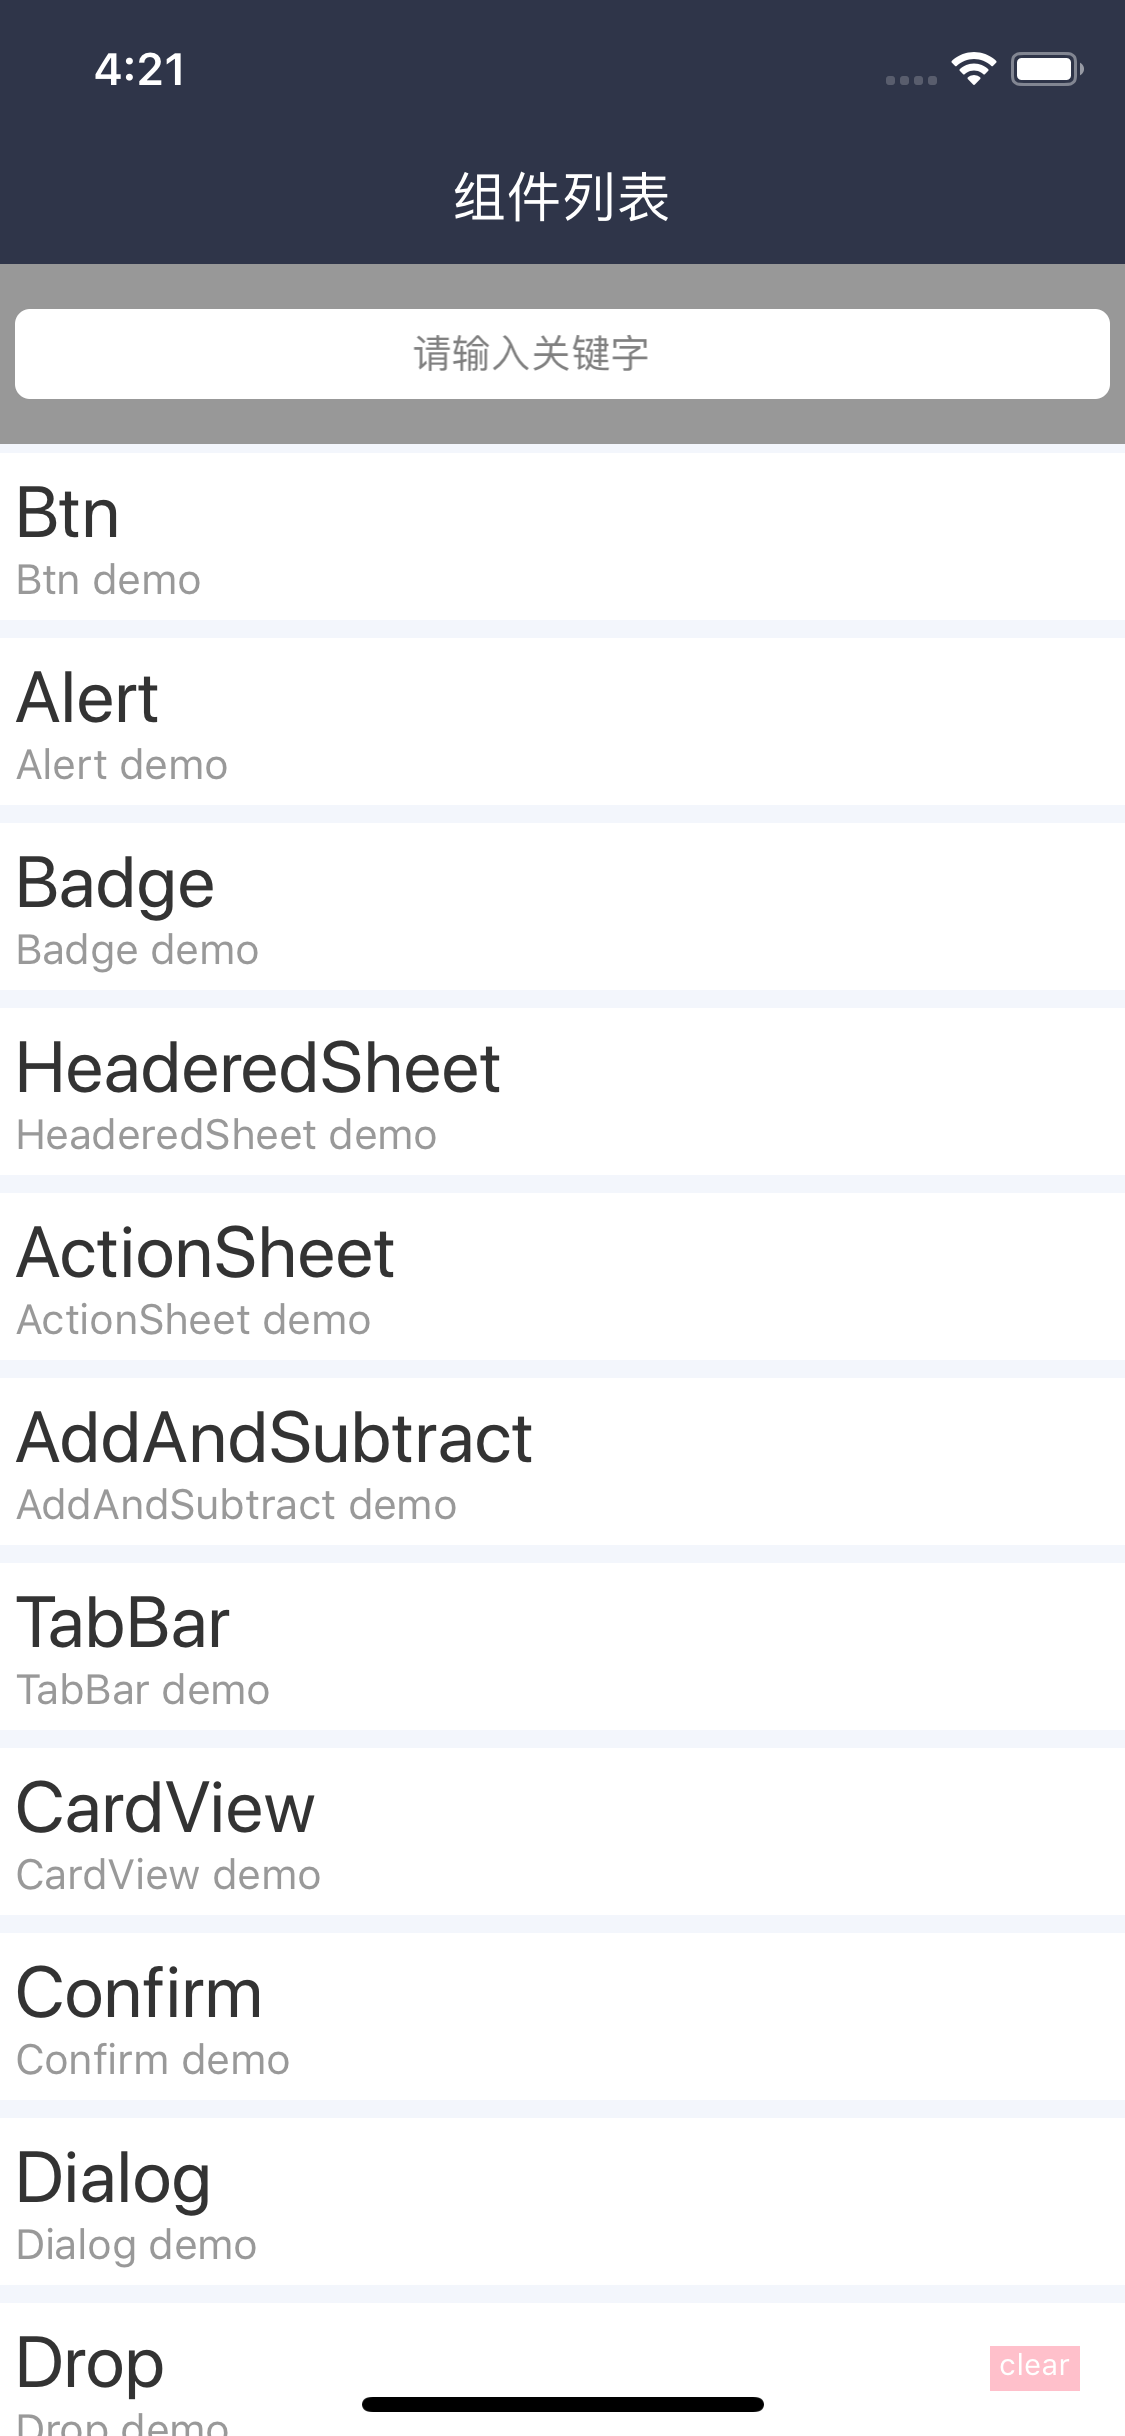 4:21
组件列表
请输入关键字
Btn
Btn demo
Alert
Alert demo
Badge
Badge demo
HeaderedSheet
HeaderedSheet demo
ActionSheet
ActionSheet demo
AddAndSubtract
AddAndSubtract demo
TabBar
TabBar demo
CardView
CardView demo
Confirm
Confirm demo
Dialog
Dialog demo
Drop
clear
Drop demo